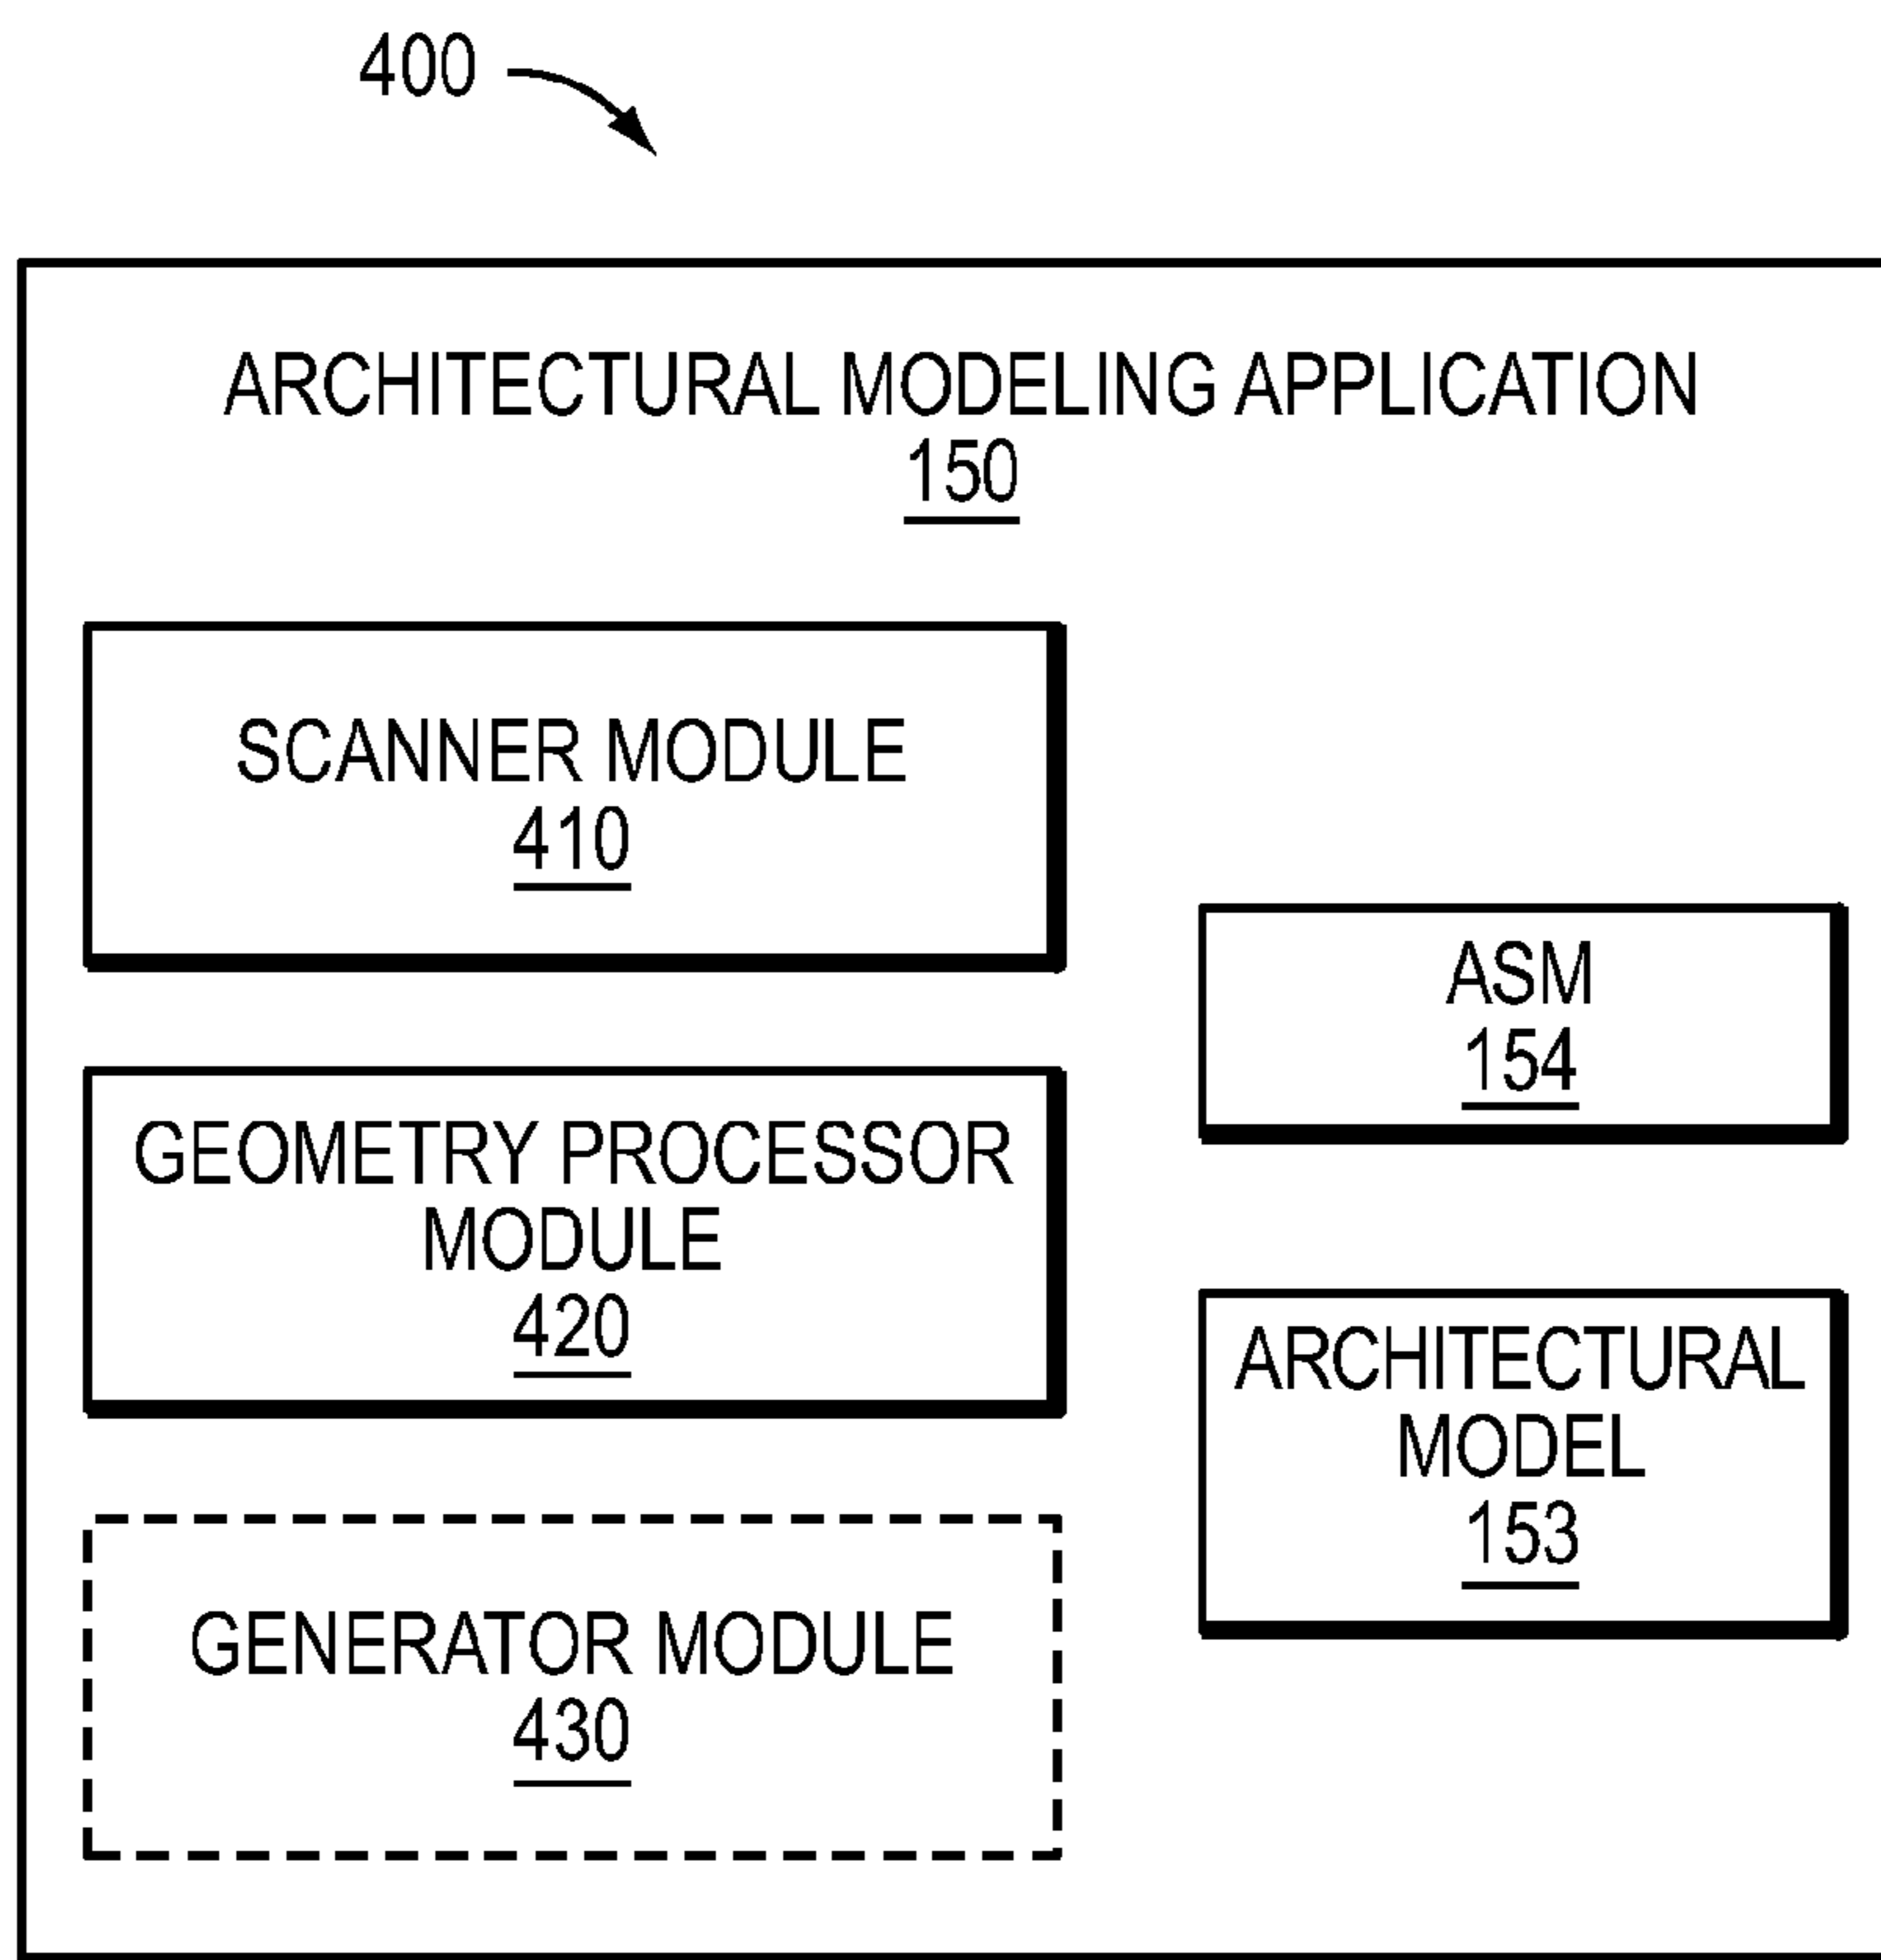 400
ARCHITECTURAL MODELING APPLICATION
150
SCANNER MODULE
410
GEOMETRY PROCESSOR
MODULE
420
GENERATOR MODULE
430
ASM
154
ARCHITECTURAL
MODEL
153